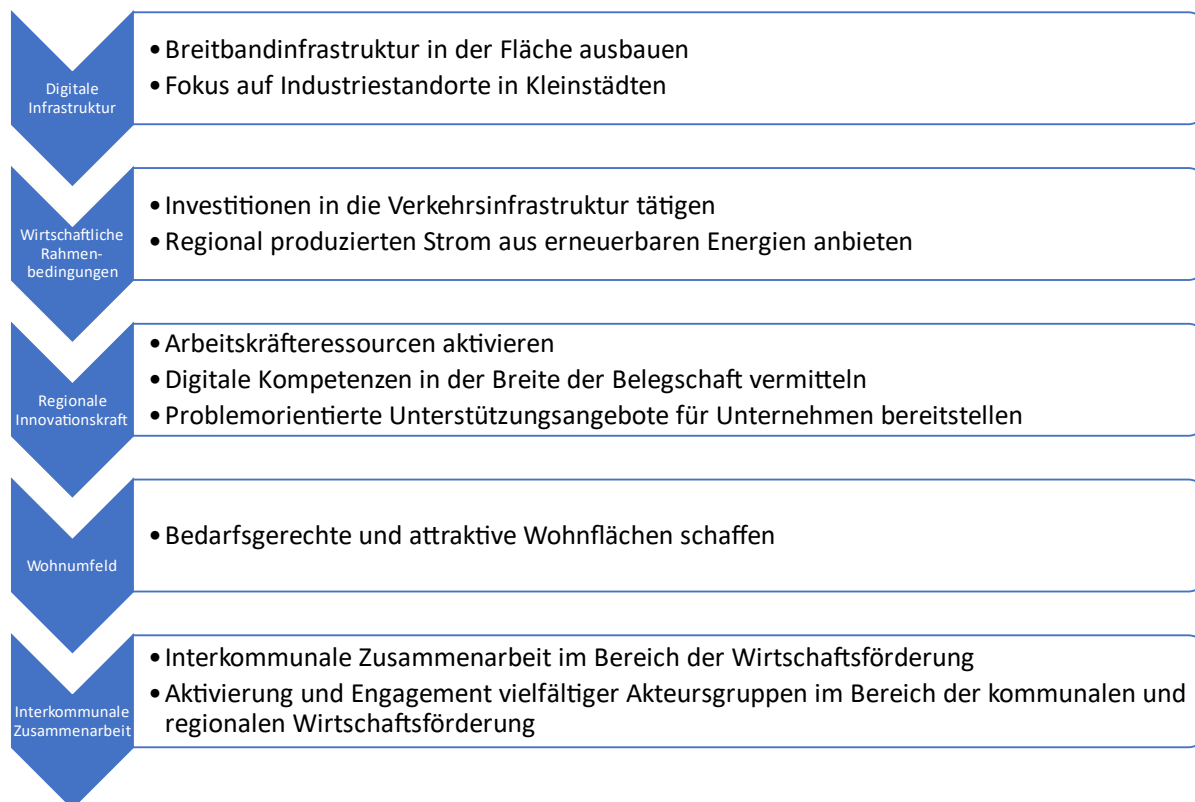 Digitale
Infrastruktur
• Breitbandinfrastruktur in der Fläche ausbauen
• Fokus auf Industriestandorte in Kleinstädten
Wirtschaftliche
Rahmen-
bedingungen
• Investitionen in die Verkehrsinfrastruktur tätigen
• Regional produzierten Strom aus erneuerbaren Energien anbieten
Regionale
Innovationskraft
• Arbeitskräfteressourcen aktivieren
• Digitale Kompetenzen in der Breite der Belegschaft vermitteln
• Problemorientierte Unterstützungsangebote für Unternehmen bereitstellen
Wohnumfeld
• Bedarfsgerechte und attraktive Wohnflächen schaffen
Interkommunale
Zusammenarbeit
• Interkommunale Zusammenarbeit im Bereich der Wirtschaftsförderung
• Aktivierung und Engagement vielfältiger Akteursgruppen im Bereich der kommunalen und
regionalen Wirtschaftsförderung